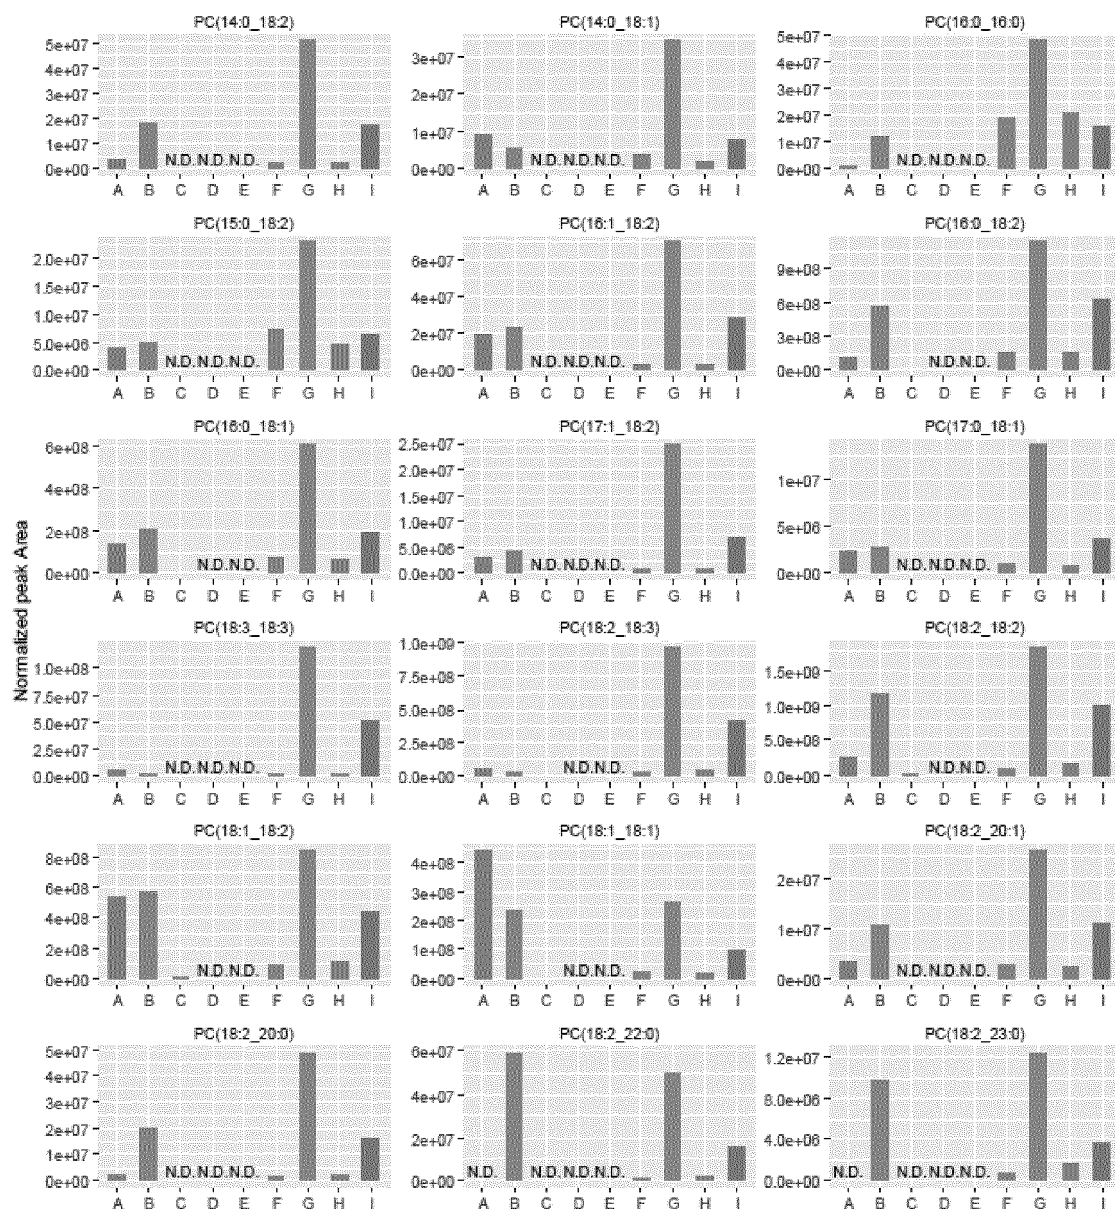 Normalized peak Area
PC(14:0_18:2)
5e+07
4e+07
3e+07
2e+07
1e+07
0e+00
N.D.N.D.N.D.
A B C D E F G H I
PC(14:0_18:1)
3e+07
2e+07
1e+07
0e+00
N.D.N.D.N.D.
A B C D E F G H I
PC(16:0_16:0)
5e+07
4e+07
3e+07
2e+07
1e+07
0e+00
N.D.N.D.N.D.
A B C D E F G H I
PC(15:0_18:2)
2.0e+07
1.5e+07
1.0e+07
5.0e+06
0.0e+00
N.D.N.D.N.D.
A B C D E F G H I
PC(16:1_18:2)
6e+07
4e+07
2e+07
0e+00
N.D.N.D.N.D.
A B C D E F G H I
PC(16:0_18:2)
9e+08
6e+08
3e+08
0e+00
N.D.N.D.
A B C D E F G H I
PC(16:0_18:1)
6e+08
4e+08
2e+08
0e+00
N.D.N.D.
A B C D E F G H I
PC(17:1_18:2)
2.5e+07
2.0e+07
1.5e+07
1.0e+07
5.0e+06
0.0e+00
N.D.N.D.N.D.
A B C D E F G H I
PC(17:0_18:1)
1e+07
5e+06
0e+00
N.D.N.D.N.D.
A B C D E F G H I
PC(18:3_18:3)
1.0e+08
7.5e+07
5.0e+07
2.5e+07
0.0e+00
N.D.N.D.N.D.
A B C D E F G H I
PC(18:2_18:3)
1.0e+09
7.5e+08
5.0e+08
2.5e+08
0.0e+00
N.D.N.D.
A B C D E F G H I
PC(18:2_18:2)
1.5e+09
1.0e+09
5.0e+08
0.0e+00
N.D.N.D.
A B C D E F G H I
PC(18:1_18:2)
8e+08
6e+08
4e+08
2e+08
0e+00
N.D.N.D.
A B C D E F G H I
PC(18:1_18:1)
4e+08
3e+08
2e+08
1e+08
0e+00
N.D.N.D.
A B C D E F G H I
PC(18:2_20:1)
2e+07
1e+07
0e+00
N.D.N.D.N.D.
A B C D E F G H I
PC(18:2_20:0)
5e+07
4e+07
3e+07
2e+07
1e+07
0e+00
N.D.N.D.N.D.
A B C D E F G H I
PC(18:2_22:0)
6e+07
4e+07
2e+07
0e+00
N.D. N.D.N.D.N.D.
A B C D E F G H I
PC(18:2_23:0)
1.2e+07
8.0e+06
4.0e+06
0.0e+00
N.D. N.D.N.D.N.D.
A B C D E F G H I